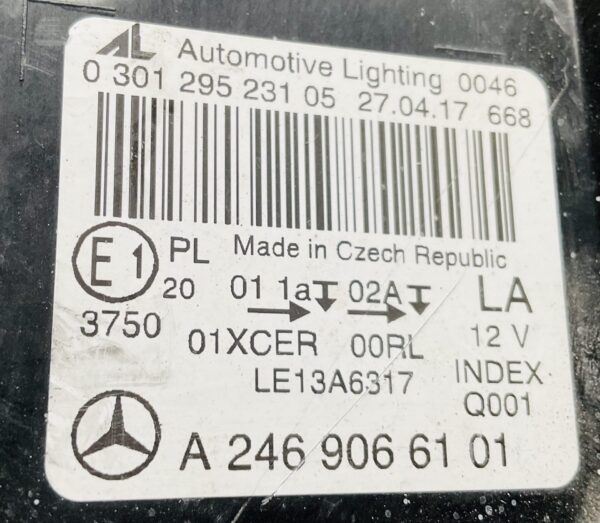 AL Automotive Lighting 0046
0 301 295 231 05 27.04.17 668
E1 PL Made in Czech Republic
20 01 1a 02A LA
3750 01XCER 00RL 12 V
LE13A6317 INDEX
Q001
A 246 906 61 01